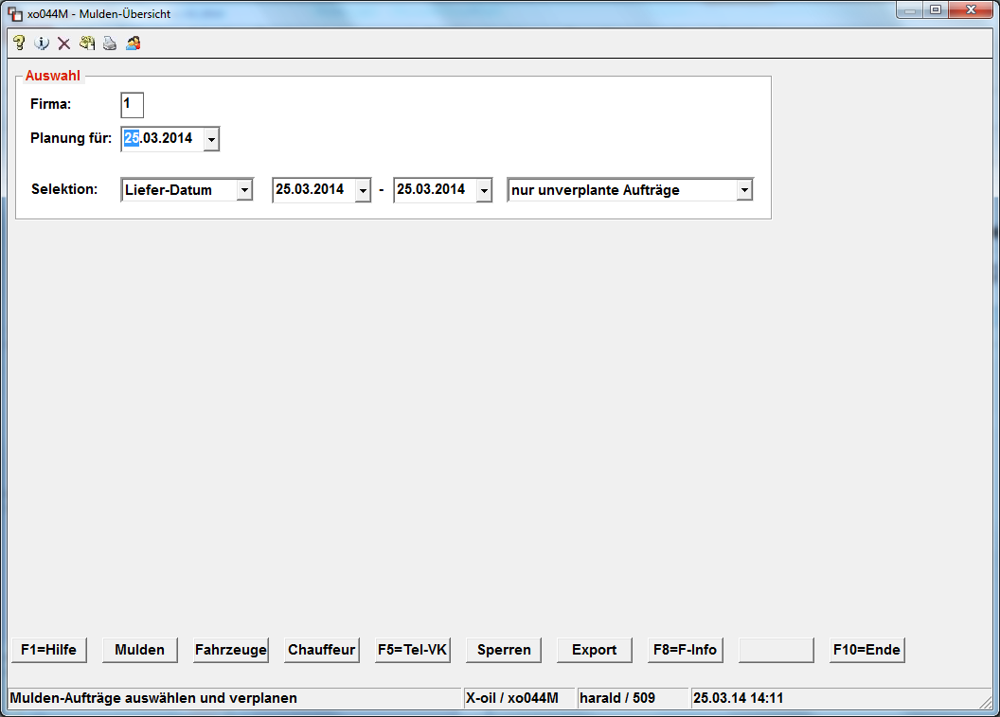 xo044M - Mulden-Übersicht
Auswahl
Firma: 1
Planung für: 25.03.2014
Selektion: Liefer-Datum 25.03.2014 - 25.03.2014 nur unverplante Aufträge
F1=Hilfe Mulden Fahrzeuge Chauffeur F5=Tel-VK Sperren Export F8=F-Info F10=Ende
Mulden-Aufträge auswählen und verplanen X-oil / xo044M harald / 509 25.03.14 14:11